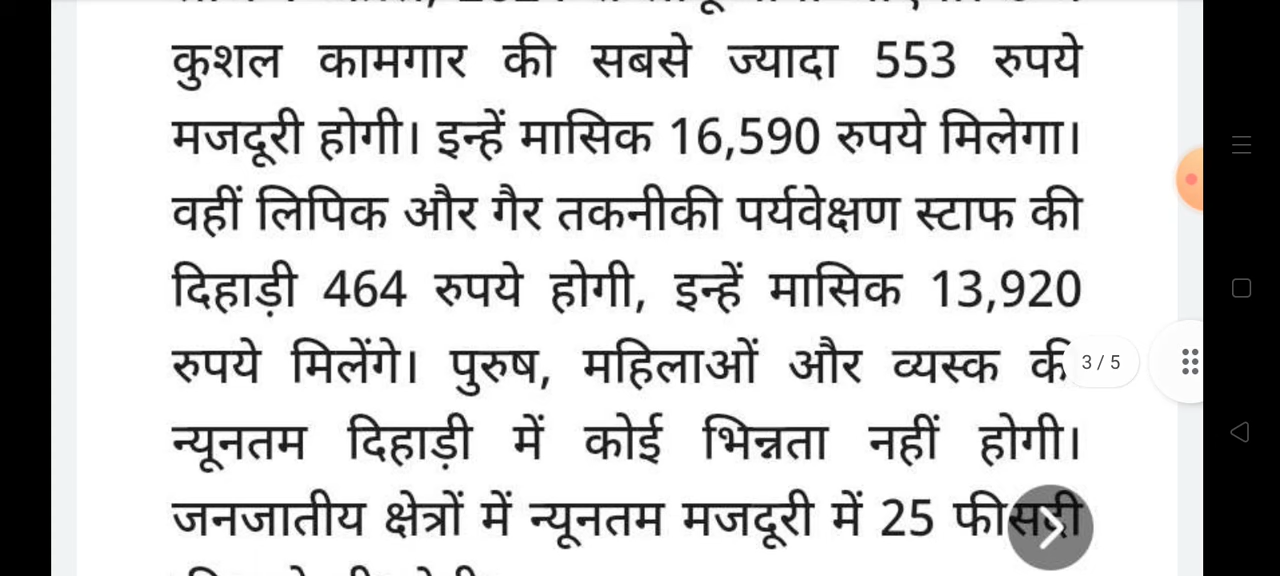 कुशल कामगार की सबसे ज्यादा 553 रुपये
मजदूरी होगी। इन्हें मासिक 16,590 रुपये मिलेगा।
वहीं लिपिक और गैर तकनीकी पर्यवेक्षण स्टाफ की
दिहाड़ी 464 रुपये होगी, इन्हें मासिक 13,920
रुपये मिलेंगे। पुरुष, महिलाओं और व्यस्क की
3 / 5
न्यूनतम दिहाड़ी में कोई भिन्नता नहीं होगी।
जनजातीय क्षेत्रों में न्यूनतम मजदूरी में 25 फीसदी